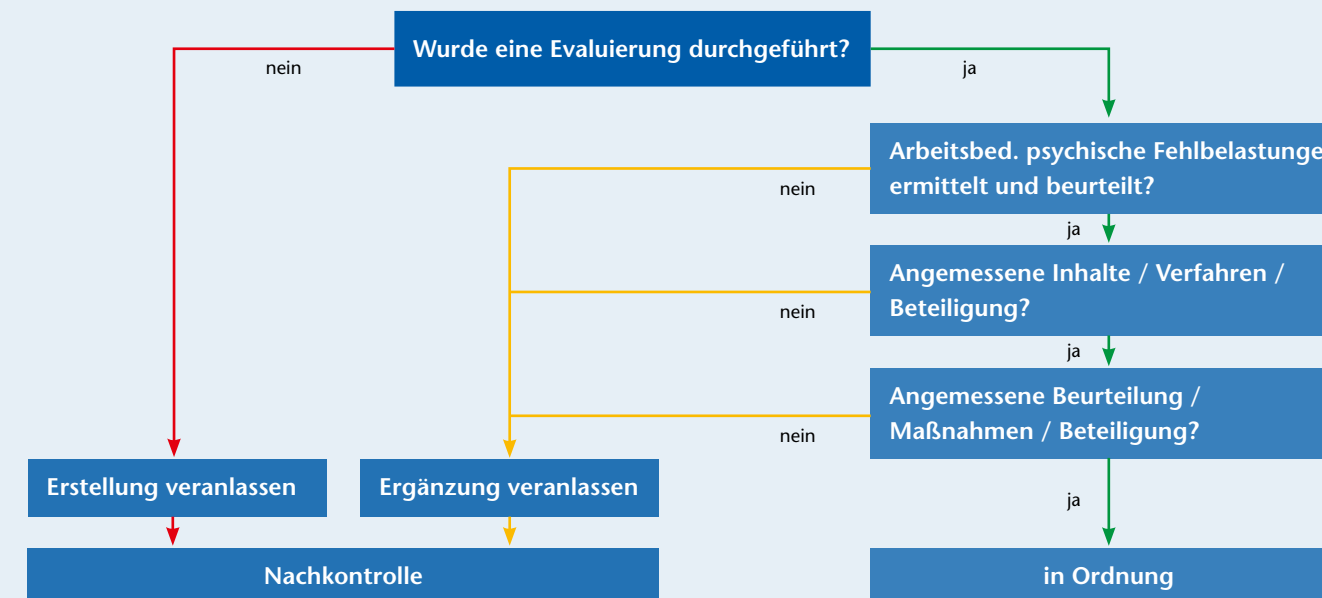 Wurde eine Evaluierung durchgeführt?
nein
ja
Arbeitsbed. psychische Fehlbelastunge
ermittelt und beurteilt?
nein
ja
Angemessene Inhalte / Verfahren /
Beteiligung?
nein
ja
Angemessene Beurteilung /
Maßnahmen / Beteiligung?
nein
Erstellung veranlassen
Ergänzung veranlassen
ja
Nachkontrolle
in Ordnung